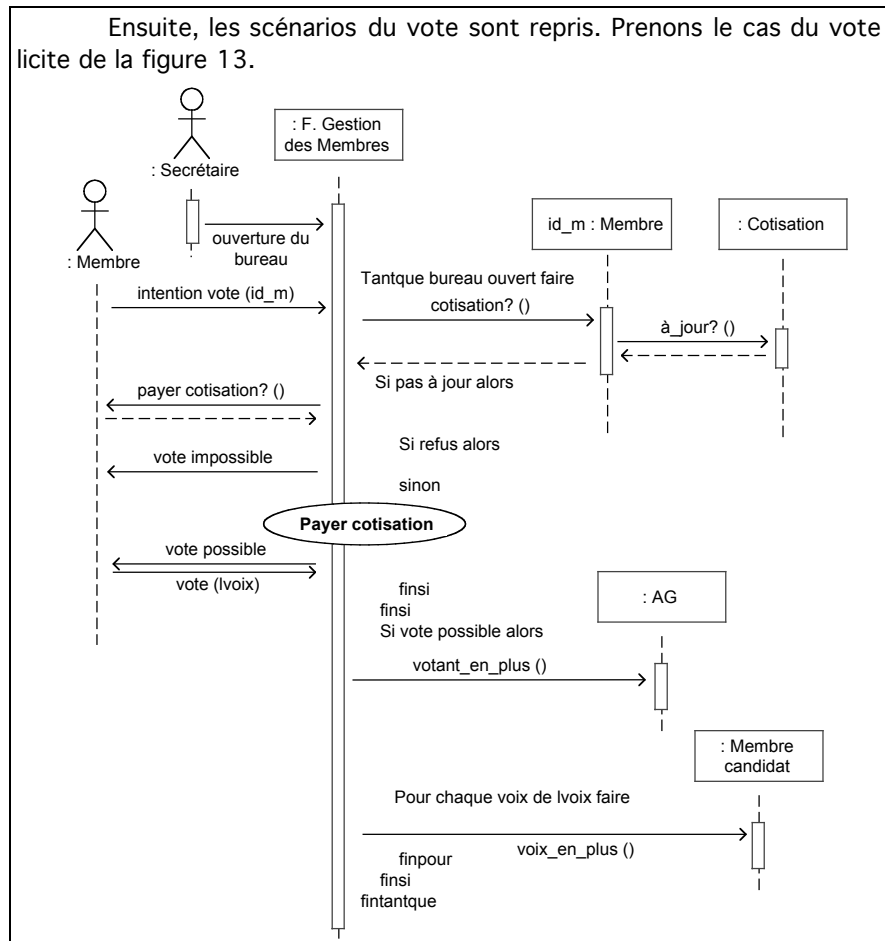 Ensuite, les scénarios du vote sont repris. Prenons le cas du vote
licite de la figure 13.
: F. Gestion
des Membres
: Secrétaire
id_m : Membre
: Cotisation
ouverture du
bureau
: Membre
Tantque bureau ouvert faire
intention vote (id_m)
cotisation? ()
à_jour? ()
Si pas à jour alors
payer cotisation? ()
Si refus alors
vote impossible
sinon
Payer cotisation
vote possible
vote (lvoix)
finsi
: AG
finsi
Si vote possible alors
votant_en_plus ()
: Membre
candidat
Pour chaque voix de lvoix faire
voix_en_plus ()
finpour
finsi
fintantque